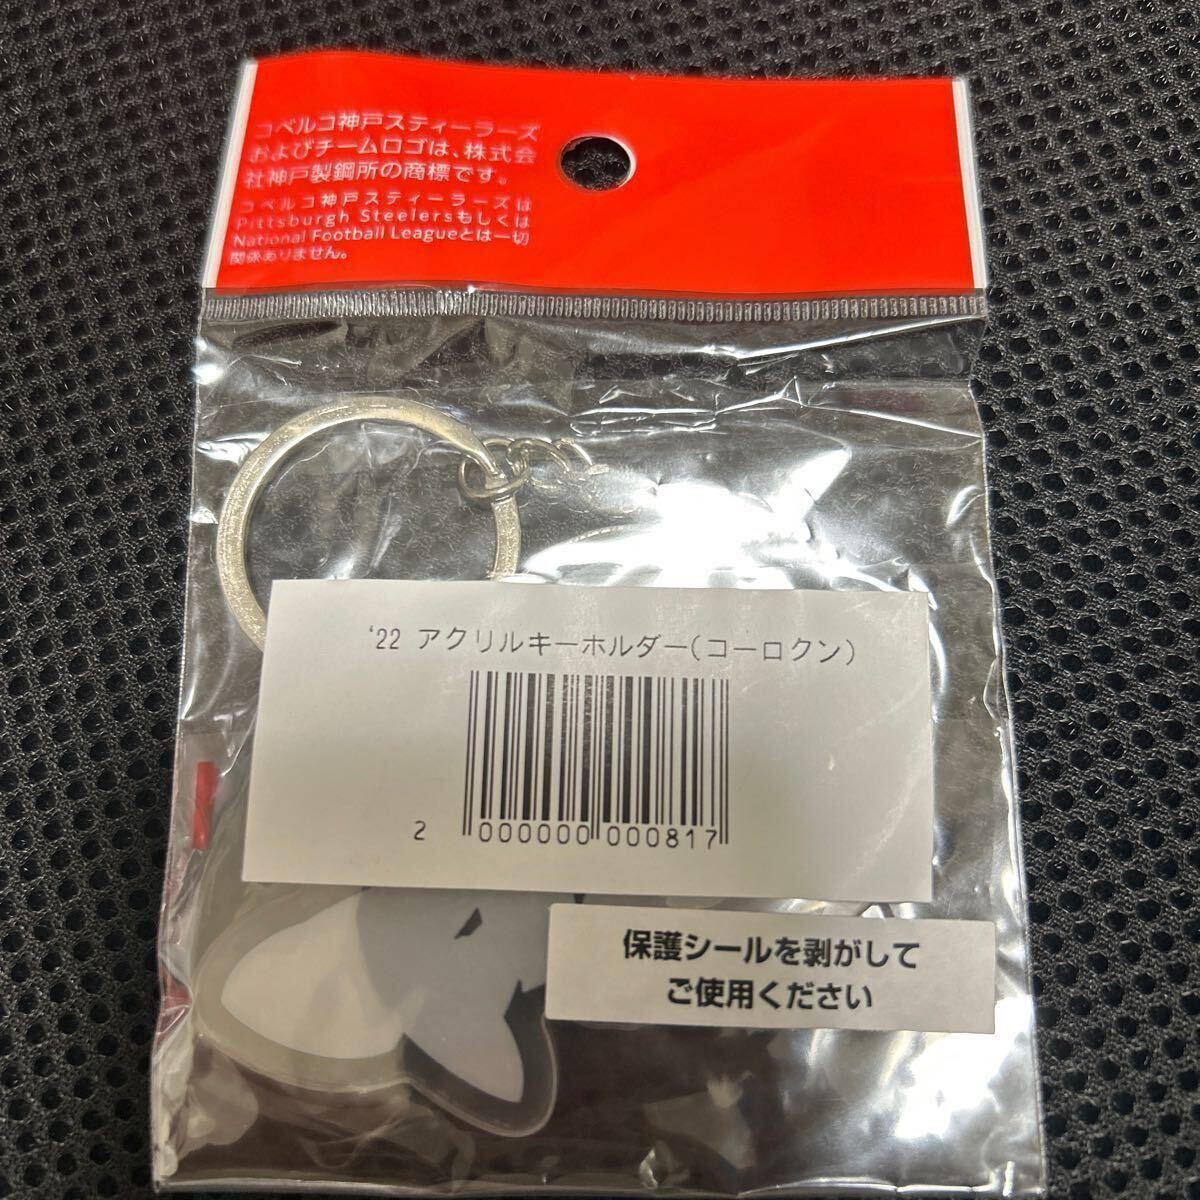 コベルコ神戸スティーラーズ
およびチームロゴは、株式会
社神戸製鋼所の商標です。
コベルコ神戸スティーラーズは
Pittsburgh Steelersもしくは
National Football Leagueとは一切
関係ありません。
'22 アクリルキーホルダー(コーロクン)
2 000000 000817
保護シールを剥がして
ご使用ください